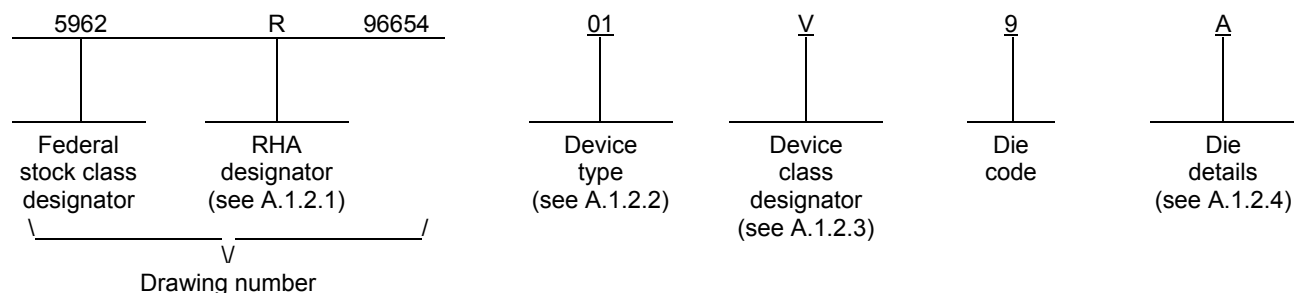 5962 R 96654 01 V 9 A
Federal stock class designator
RHA designator (see A.1.2.1)
Device type (see A.1.2.2)
Device class designator (see A.1.2.3)
Die code
Die details (see A.1.2.4)
Drawing number